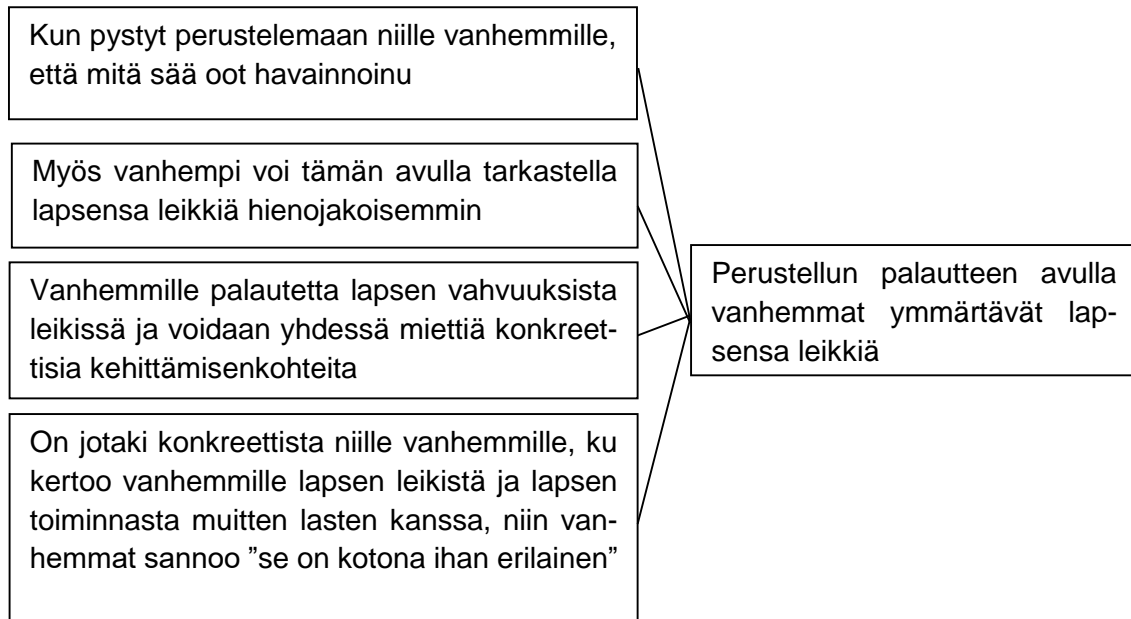 Kun pystyt perustelemaan niille vanhemmille,
että mitä sää oot havainnoinu
Myös vanhempi voi tämän avulla tarkastella
lapsensa leikkiä hienojakoisemmin
Vanhemmille palautetta lapsen vahvuuksista
leikissä ja voidaan yhdessä miettiä konkreet-
tisia kehittämisenkohteita
On jotaki konkreettista niille vanhemmille, ku
kertoo vanhemmille lapsen leikistä ja lapsen
toiminnasta muitten lasten kanssa, niin van-
hemmat sannoo ”se on kotona ihan erilainen”
Perustellun palautteen avulla
vanhemmat ymmärtävät lap-
sensa leikkiä